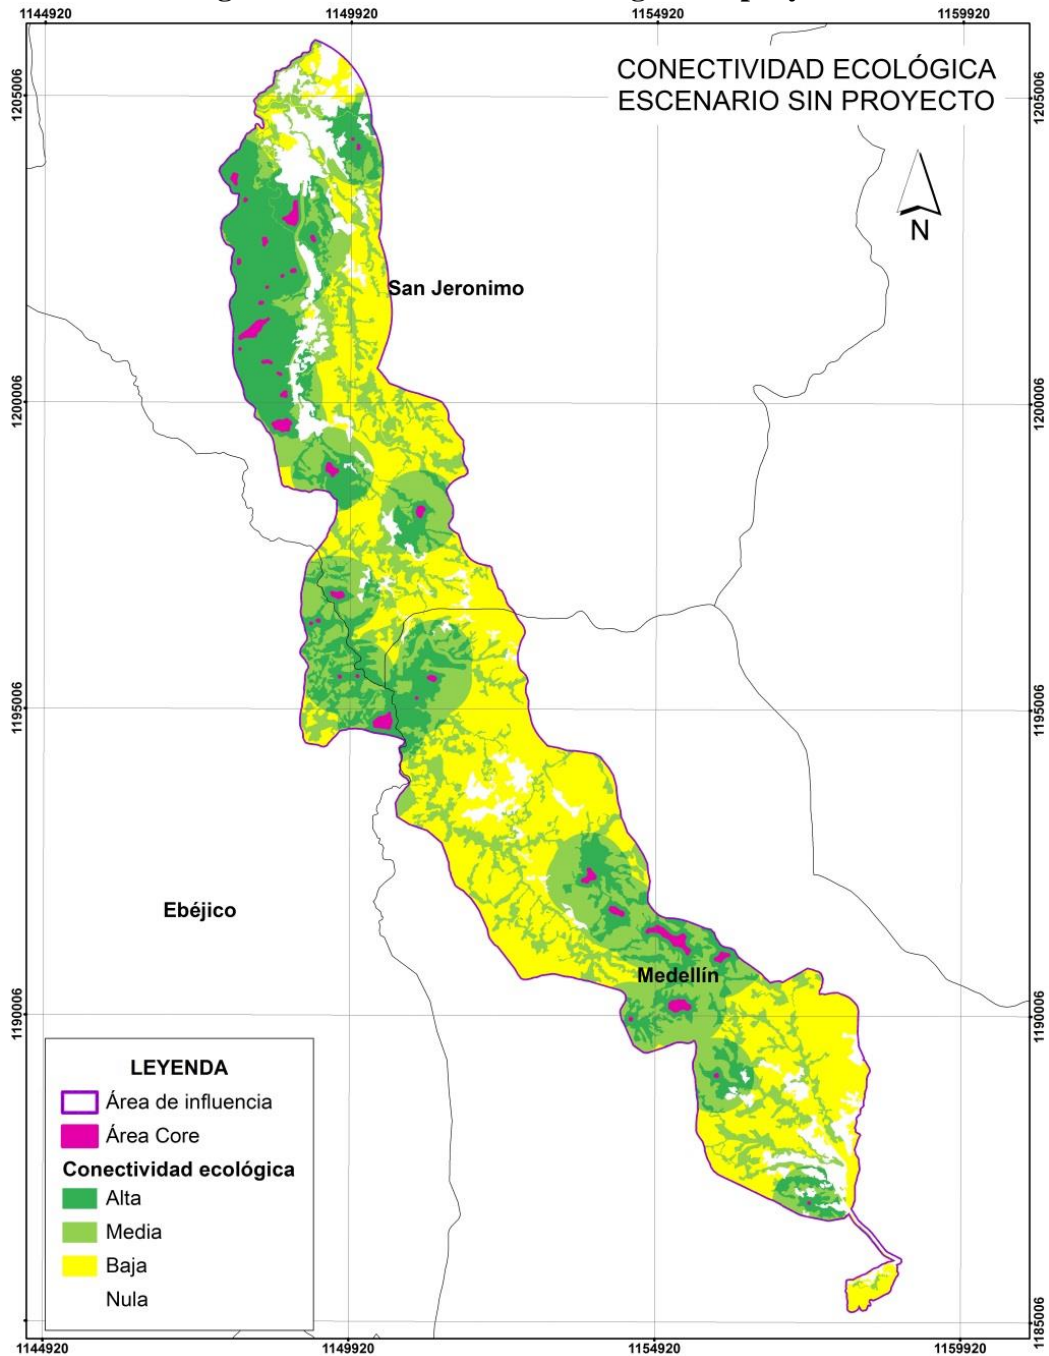 1144920 1149920 1154920 1159920
CONECTIVIDAD ECOLÓGICA
ESCENARIO SIN PROYECTO
1205006 1205006
N
San Jeronimo
1200006 1200006
1195006 1195006
Ebéjico
Medellín
1190006 1190006
LEYENDA
Área de influencia
Área Core
Conectividad ecológica
Alta
Media
Baja
Nula
1185006
1144920 1149920 1154920 1159920